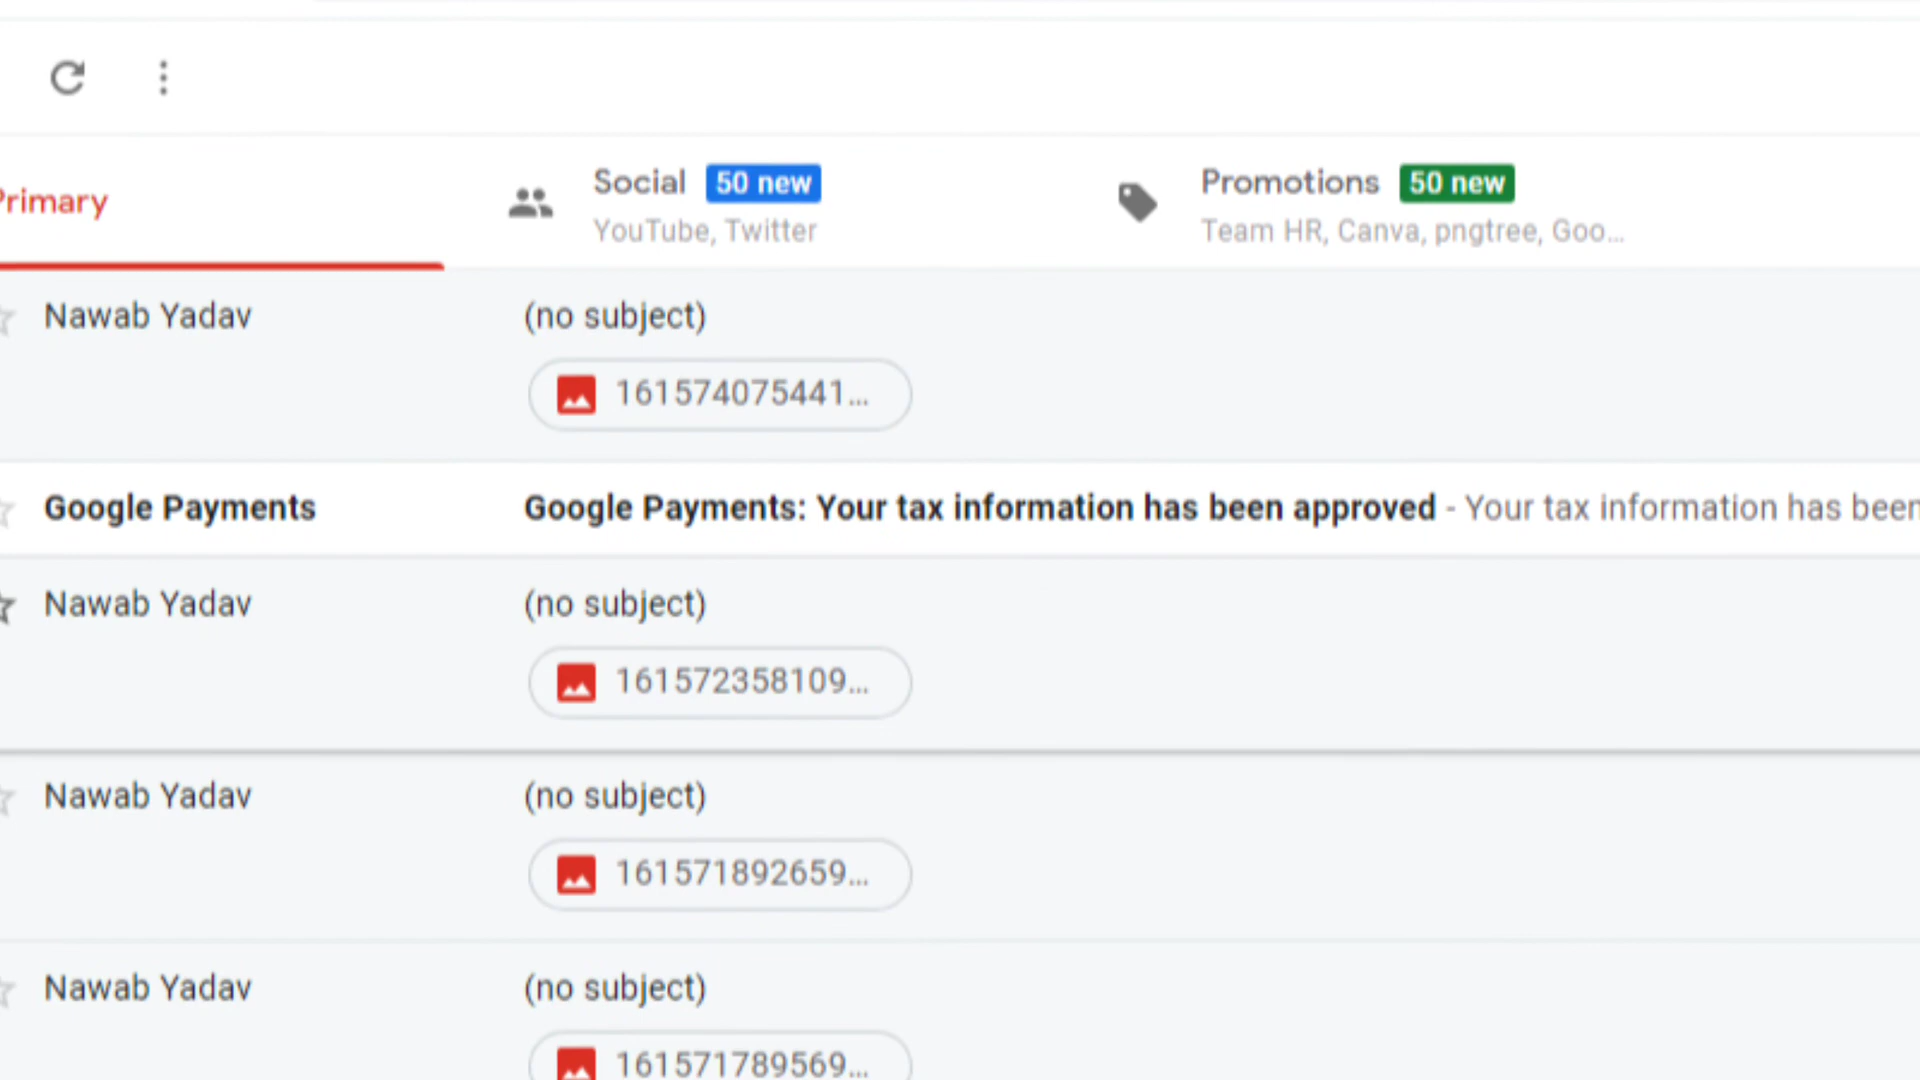 Primary
Social 50 new
YouTube, Twitter
Promotions 50 new
Team HR, Canva, pngtree, Goo...
Nawab Yadav (no subject)
161574075441...
Google Payments Google Payments: Your tax information has been approved - Your tax information has been
Nawab Yadav (no subject)
161572358109...
Nawab Yadav (no subject)
161571892659...
Nawab Yadav (no subject)
161571789569...